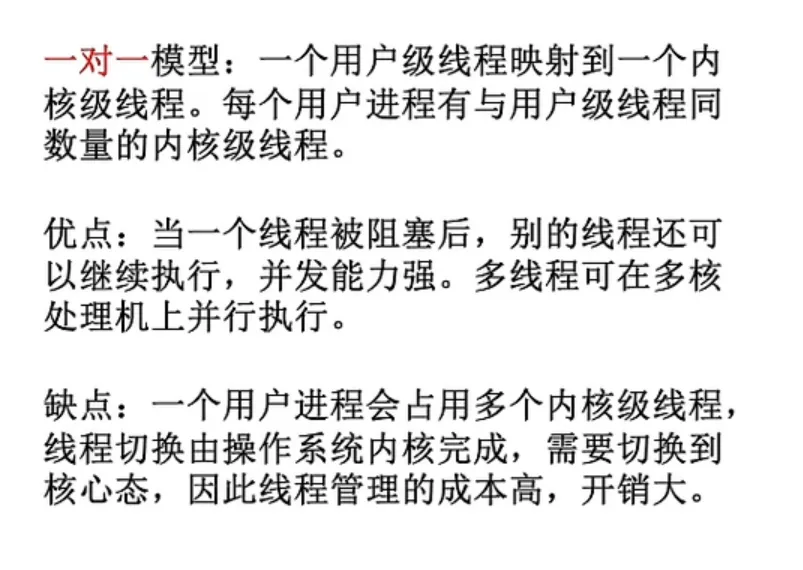 一对一模型：一个用户级线程映射到一个内
核级线程。每个用户进程有与用户级线程同
数量的内核级线程。
优点：当一个线程被阻塞后，别的线程还可
以继续执行，并发能力强。多线程可在多核
处理机上并行执行。
缺点：一个用户进程会占用多个内核级线程，
线程切换由操作系统内核完成，需要切换到
核心态，因此线程管理的成本高，开销大。